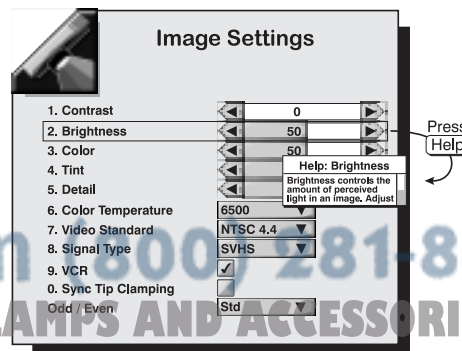 Image Settings
1. Contrast 0
2. Brightness 50
Press
Help
3. Color 50
4. Tint
Help: Brightness
Brightness controls the
amount of perceived
light in an image. Adjust
5. Detail
6. Color Temperature 6500
7. Video Standard NTSC 4.4
8. Signal Type SVHS
9. VCR
0. Sync Tip Clamping
Odd / Even Std
(800) 281-8
LAMPS AND ACCESSORI